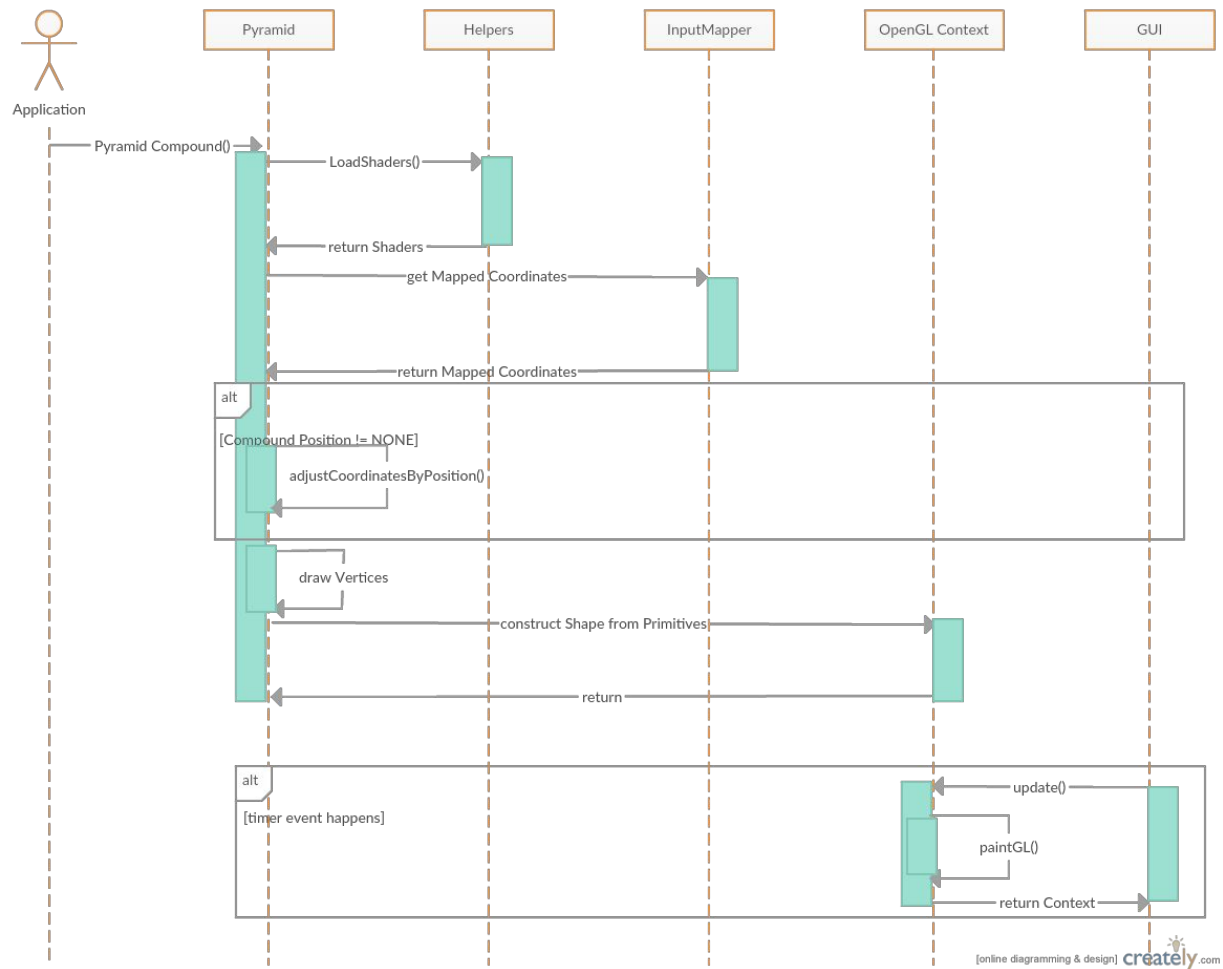 Pyramid
Helpers
InputMapper
OpenGL Context
GUI
Application
Pyramid Compound()
LoadShaders()
return Shaders
get Mapped Coordinates
return Mapped Coordinates
alt
[Compound Position != NONE]
adjustCoordinatesByPosition()
draw Vertices
construct Shape from Primitives
return
alt
update()
[timer event happens]
paintGL()
return Context
[online diagramming & design] creately.com